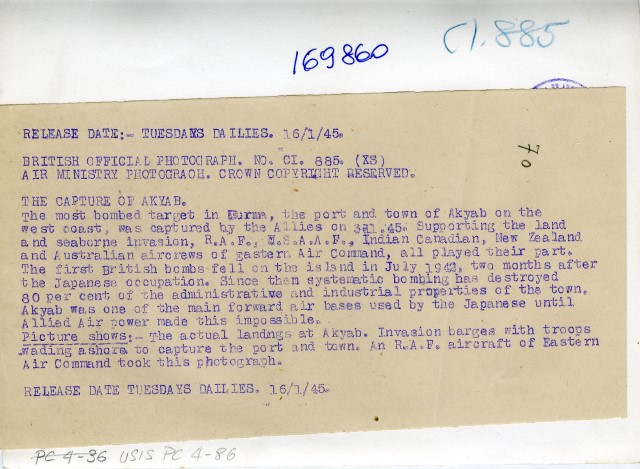 169860
CI.885
70
RELEASE DATE:- TUESDAYS DAILIES. 16/1/45.
BRITISH OFFICIAL PHOTOGRAPH. NO. CI. 885. (XS)
AIR MINISTRY PHOTOGRAOH. CROWN COPYRIGHT RESERVED.
THE CAPTURE OF AKYAB.
The most bombed target in Burma, the port and town of Akyab on the
west coast, was captured by the Allies on 3.1.45. Supporting the land
and seaborne invasion, R.A.F., U.S.A.A.F., Indian Canadian, New Zealand
and Australian aircrews of eastern Air Command, all played their part.
The first British bombs fell on the island in July 1942, two months after
the Japanese occupation. Since then systematic bombing has destroyed
80 per cent of the administrative and industrial properties of the town.
Akyab was one of the main forward air bases used by the Japanese until
Allied Air power made this impossible.
Picture shows:- The actual landngs at Akyab. Invasion barges with troops
wading ashore to capture the port and town. An R.A.F. aircraft of Eastern
Air Command took this photograph.
RELEASE DATE TUESDAYS DAILIES. 16/1/45.
PC 4-36 USIS PC 4-86